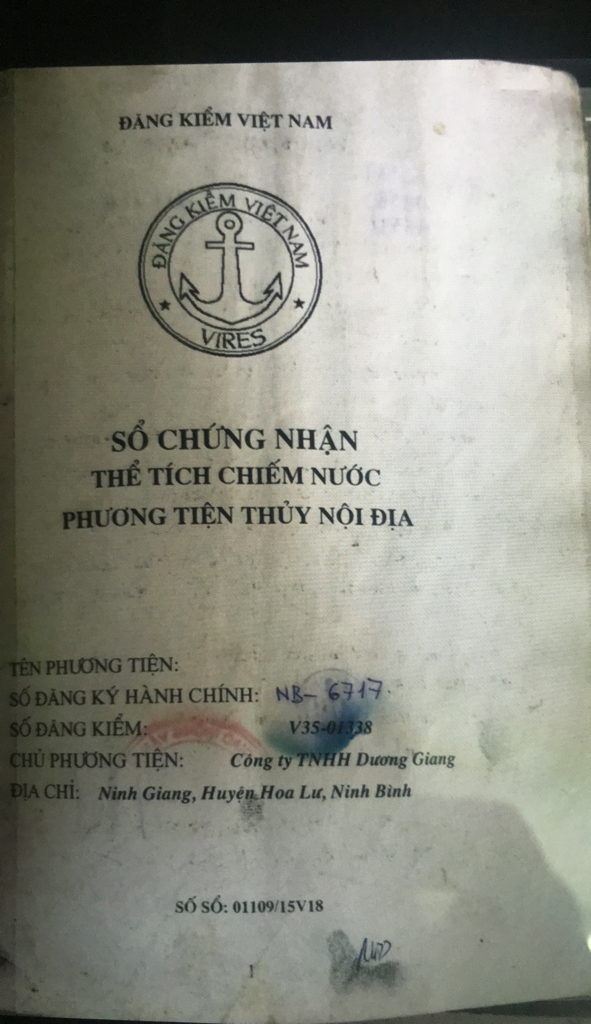 ĐĂNG KIỂM VIỆT NAM
ĐĂNG KIỂM VIỆT NAM
VIRES
SỔ CHỨNG NHẬN
THỂ TÍCH CHIẾM NƯỚC
PHƯƠNG TIỆN THỦY NỘI ĐỊA
TÊN PHƯƠNG TIỆN:
SỐ ĐĂNG KÝ HÀNH CHÍNH: NB- 6717
SỐ ĐĂNG KIỂM: V35-01338
CHỦ PHƯƠNG TIỆN: Công ty TNHH Dương Giang
ĐỊA CHỈ: Ninh Giang, Huyện Hoa Lư, Ninh Bình
SỐ SỔ: 01109/15V18
1